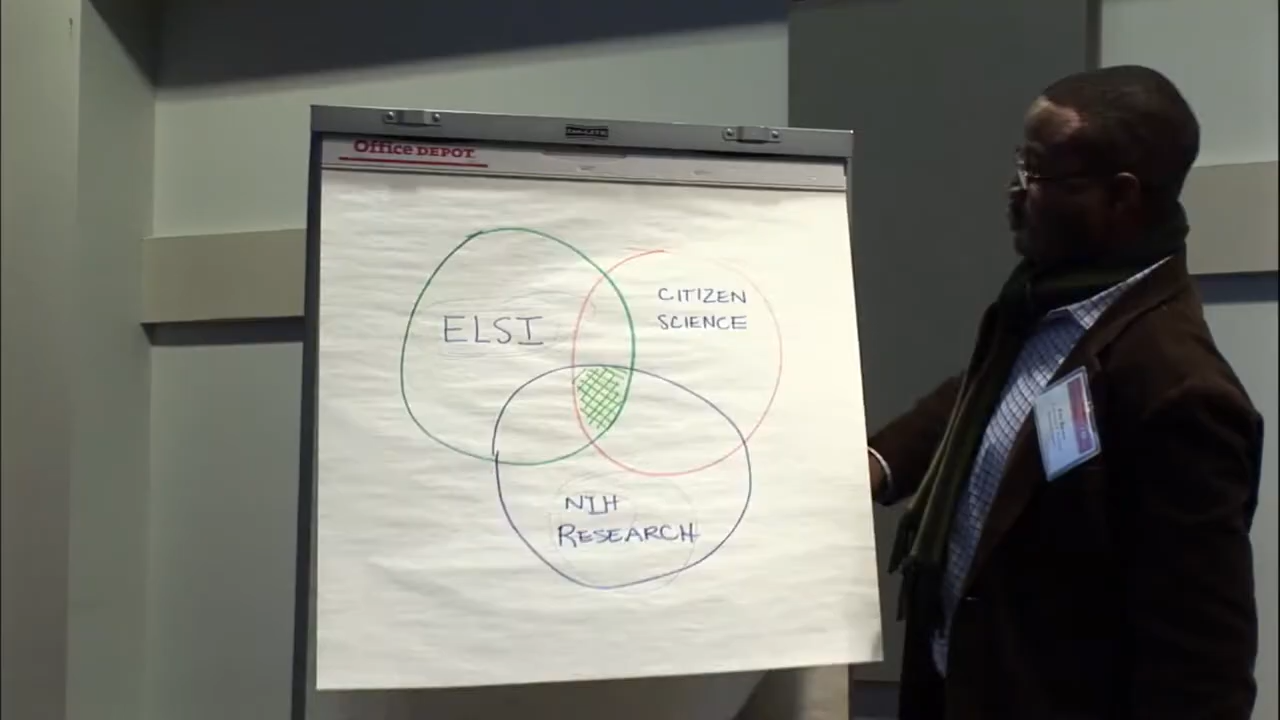 Office DEPOT
ELSI
CITIZEN
SCIENCE
NIH
RESEARCH